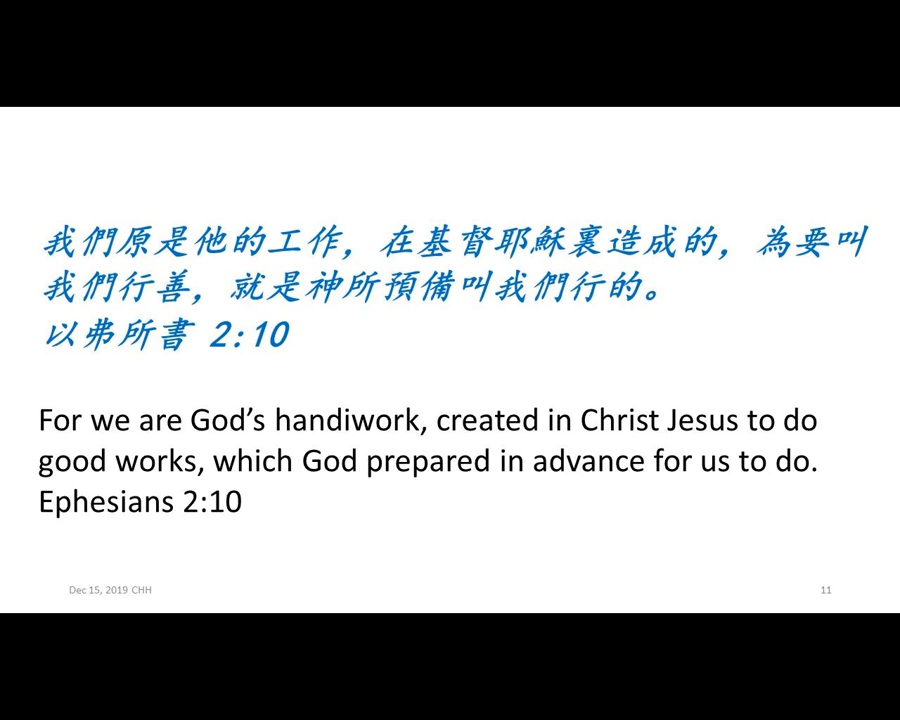 我們原是他的工作，在基督耶穌裏造成的，為要叫
我們行善，就是神所預備叫我們行的。
以弗所書 2:10
For we are God’s handiwork, created in Christ Jesus to do
good works, which God prepared in advance for us to do.
Ephesians 2:10
Dec 15, 2019 CHH
11